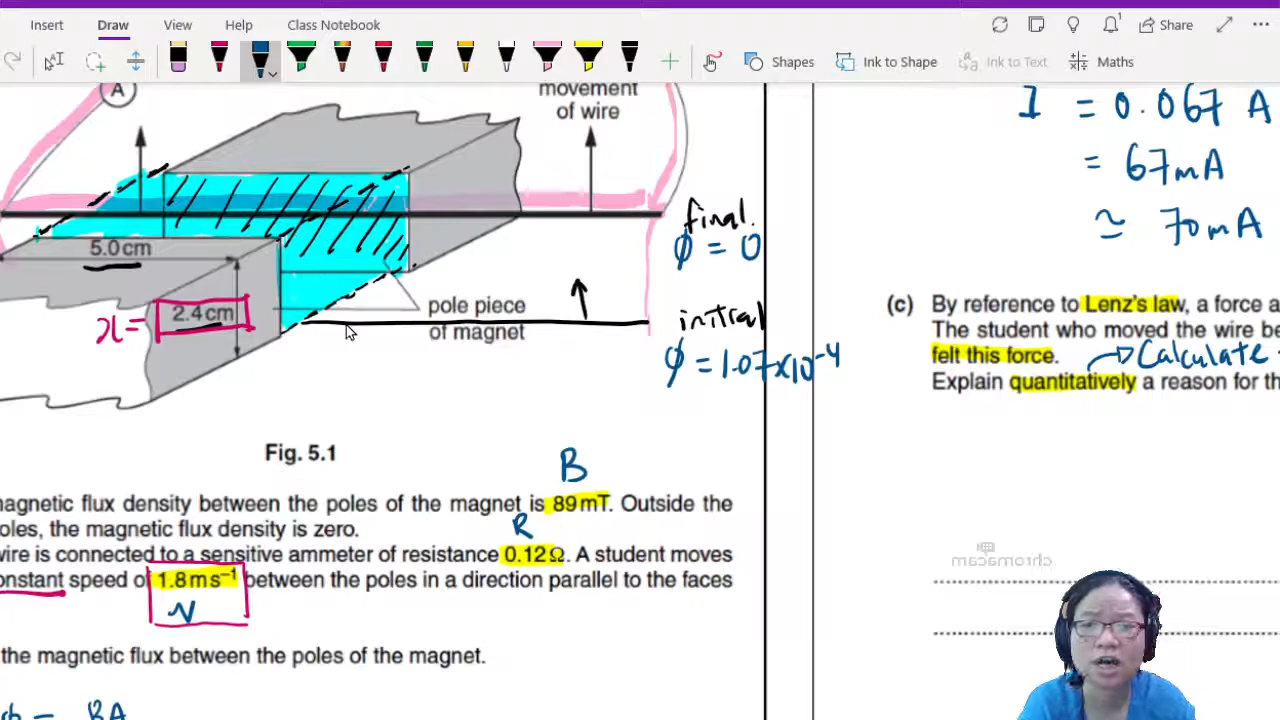 Insert Draw View Help Class Notebook Share
Shapes Ink to Shape Ink to Text Maths
A
movement
of wire
5.0 cm
2.4 cm
x =
pole piece
of magnet
final
φ = 0
initial
φ = 1.07×10⁻⁴
Fig. 5.1
B
magnetic flux density between the poles of the magnet is 89 mT. Outside the
oles, the magnetic flux density is zero.
R
wire is connected to a sensitive ammeter of resistance 0.12 Ω. A student moves
onstant speed of 1.8 m s⁻¹ between the poles in a direction parallel to the faces
v
the magnetic flux between the poles of the magnet.
φ = BA
I = 0.067 A
= 67mA
≃ 70mA
(c) By reference to Lenz's law, a force a
The student who moved the wire be
felt this force. → Calculate
Explain quantitatively a reason for th
chromacam